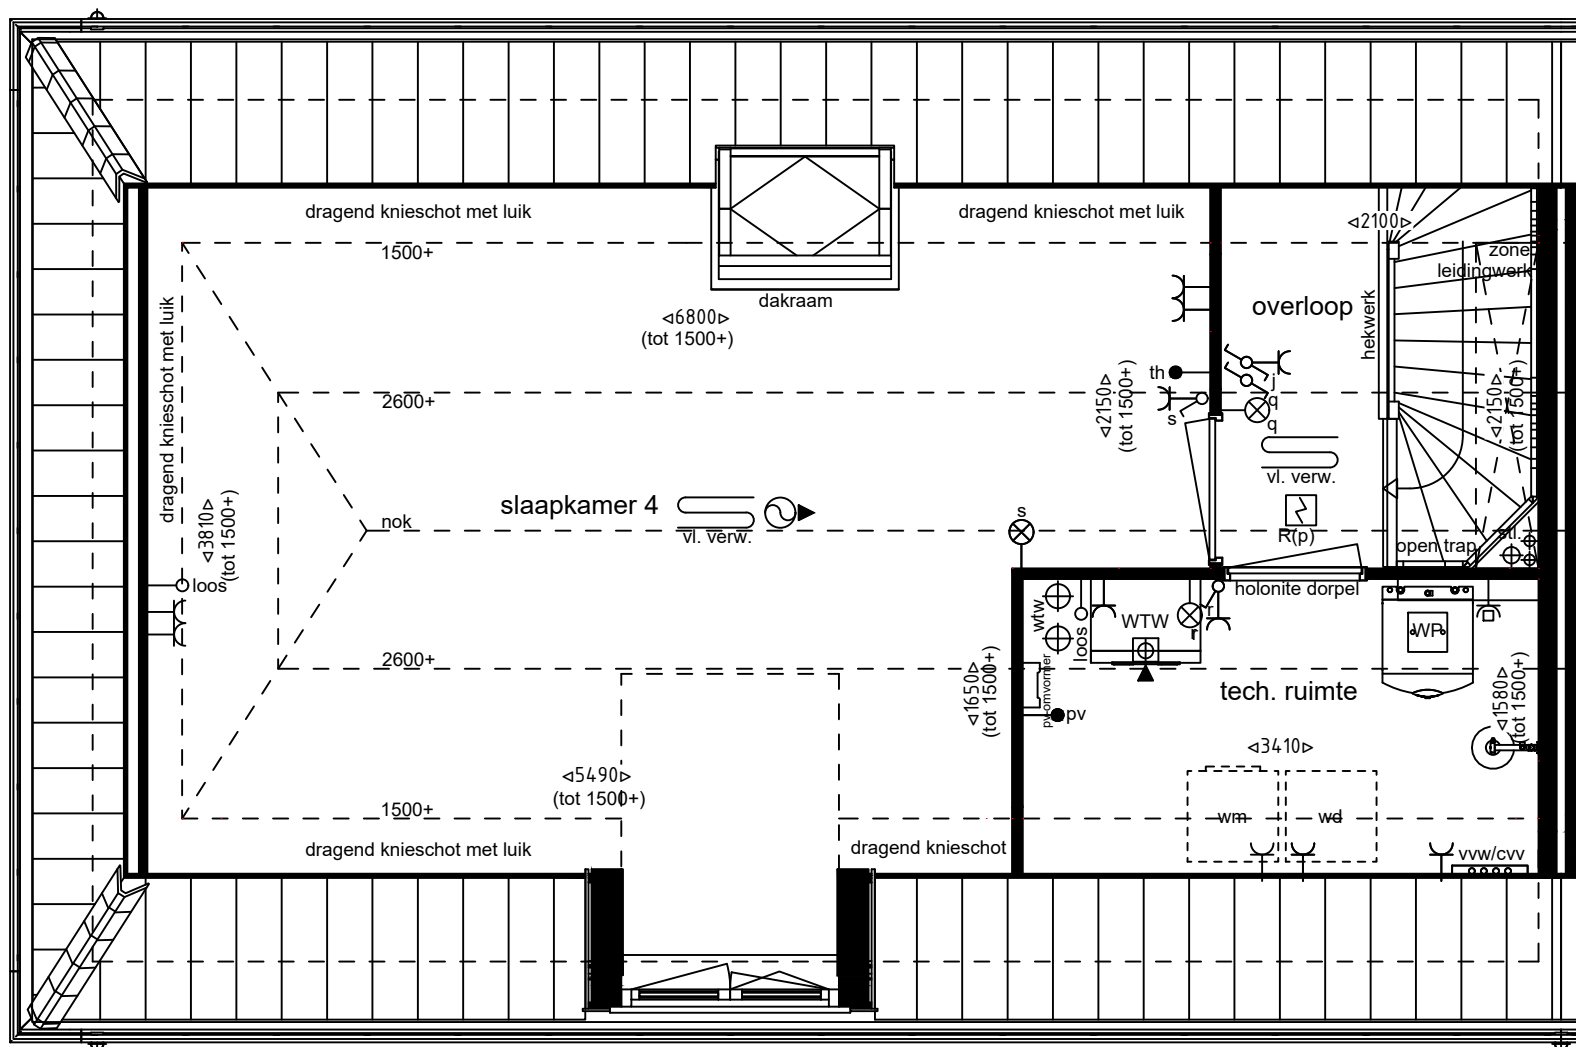 dragend knieschot met luik
dragend knieschot met luik
◁2100▷
1500+
zone
leidingwerk
dakraam
overloop
hekwerk
dragend knieschot met luik
◁6800▷
(tot 1500+)
th
j
q
s
q
2600+
◁2150▷
(tot 1500+)
◁2150▷
(tot 1500+)
vl. verw.
slaapkamer 4
vl. verw.
s
nok
R(p)
open trap
stl.
◁3810▷
(tot 1500+)
loos
holonite dorpel
wtw
loos
WTW
r
r
WP
2600+
◁1650▷
(tot 1500+)
pv-omvormer
pv
tech. ruimte
◁1580▷
(tot 1500+)
◁3410▷
◁5490▷
(tot 1500+)
1500+
wm
wd
dragend knieschot met luik
dragend knieschot
vvw/cvv